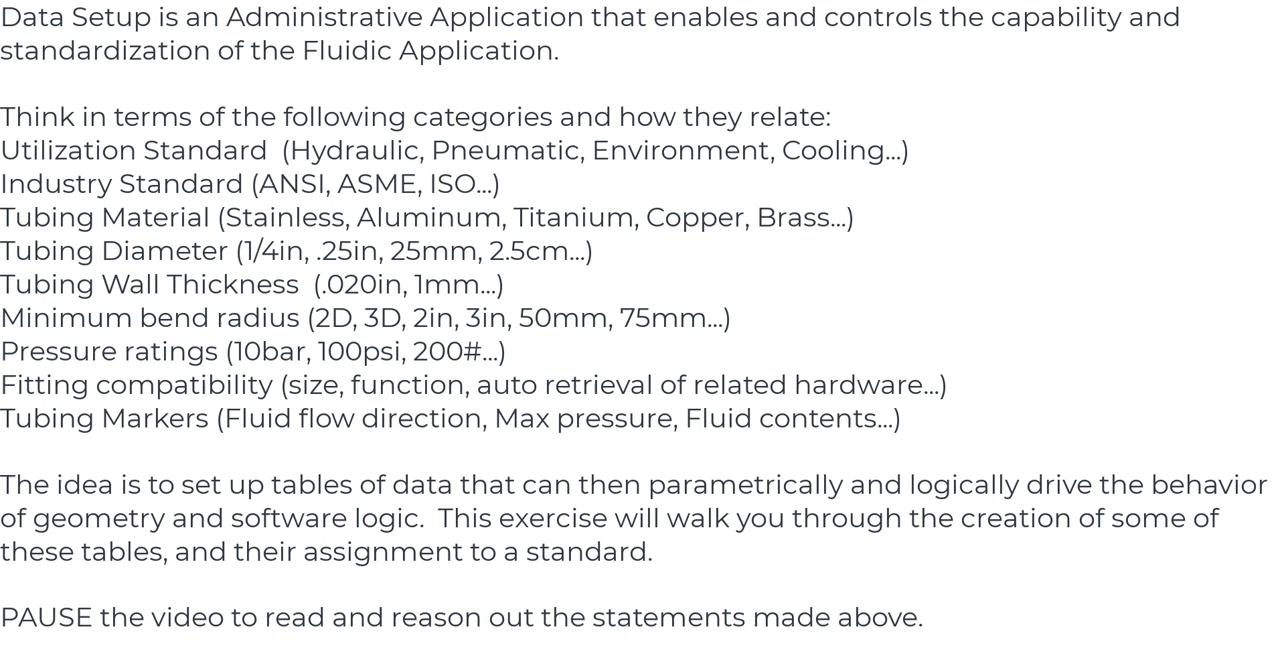 Data Setup is an Administrative Application that enables and controls the capability and
standardization of the Fluidic Application.
Think in terms of the following categories and how they relate:
Utilization Standard  (Hydraulic, Pneumatic, Environment, Cooling...)
Industry Standard (ANSI, ASME, ISO...)
Tubing Material (Stainless, Aluminum, Titanium, Copper, Brass...)
Tubing Diameter (1/4in, .25in, 25mm, 2.5cm...)
Tubing Wall Thickness  (.020in, 1mm...)
Minimum bend radius (2D, 3D, 2in, 3in, 50mm, 75mm...)
Pressure ratings (10bar, 100psi, 200#...)
Fitting compatibility (size, function, auto retrieval of related hardware...)
Tubing Markers (Fluid flow direction, Max pressure, Fluid contents...)
The idea is to set up tables of data that can then parametrically and logically drive the behavior
of geometry and software logic.  This exercise will walk you through the creation of some of
these tables, and their assignment to a standard.
PAUSE the video to read and reason out the statements made above.